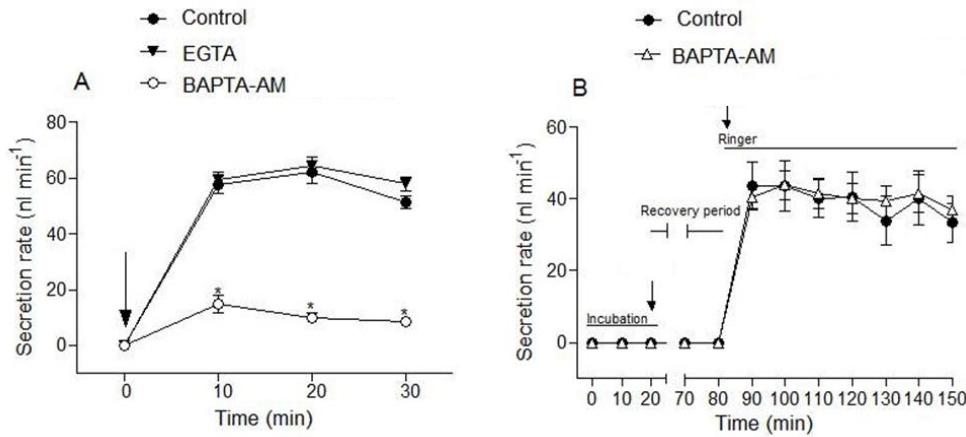 Control
EGTA
BAPTA-AM
A
80
60
40
20
0
Secretion rate (nl min-1)
*
*
*
0 10 20 30
Time (min)
Control
BAPTA-AM
B
60
40
20
0
Secretion rate (nl min-1)
Ringer
Recovery period
Incubation
0 10 20 70 80 90 100 110 120 130 140 150
Time (min)